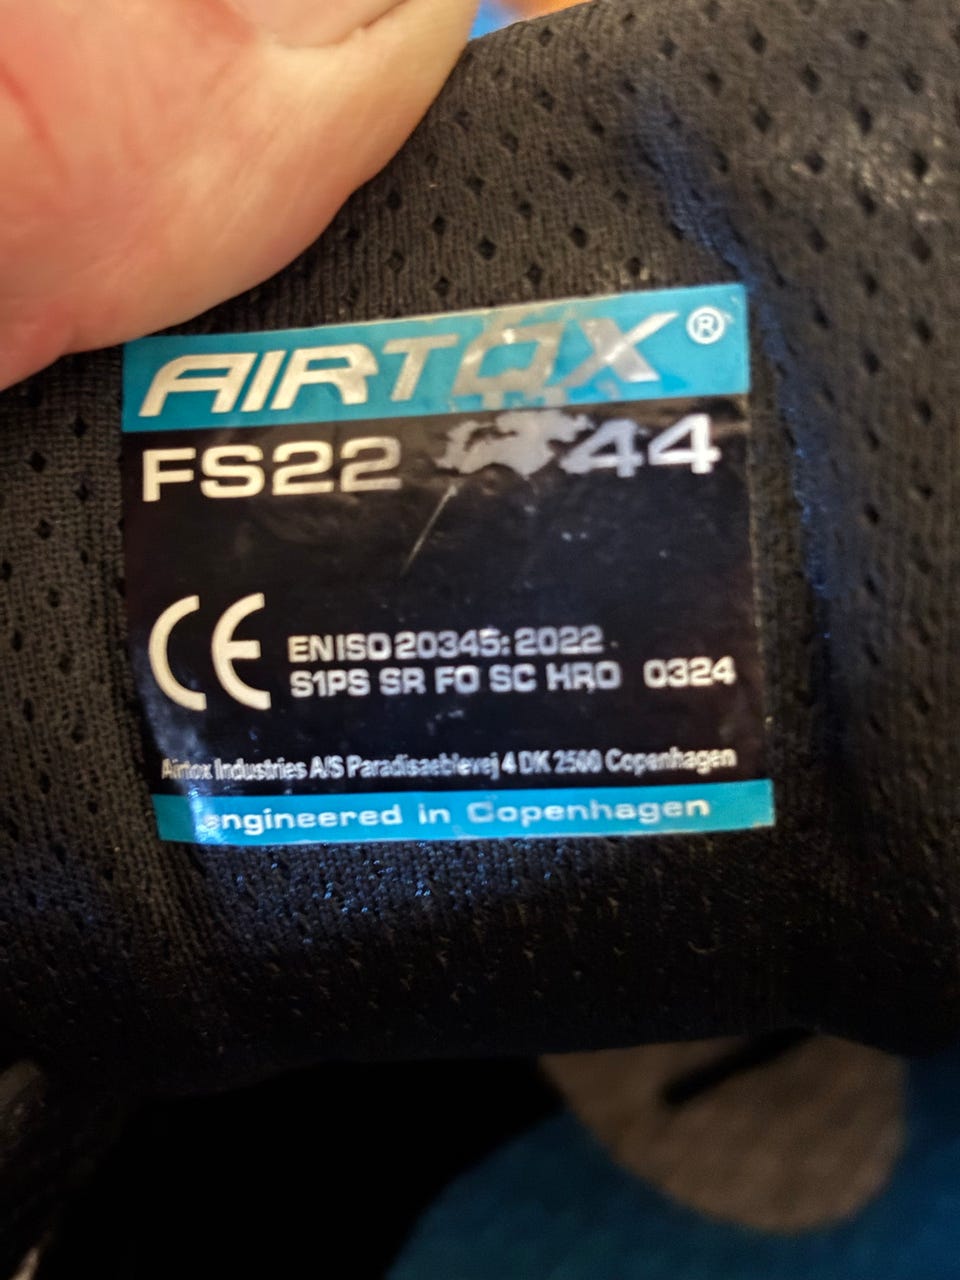 AIRTOX®
FS22 44
CE EN ISO 20345:2022
S1PS SR FO SC HRO 0324
Airtox Industries A/S Paradisæblevej 4 DK 2500 Copenhagen
engineered in Copenhagen